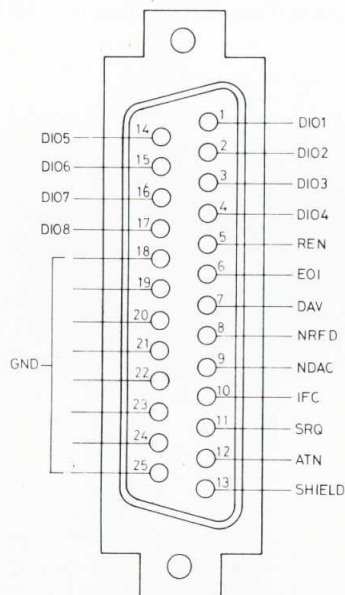 1 DIO1
14 DIO5
2 DIO2
15 DIO6
3 DIO3
16 DIO7
4 DIO4
17 DIO8
5 REN
18
6 EOI
19
7 DAV
20
8 NRFD
21
9 NDAC
GND
22
10 IFC
23
11 SRQ
24
12 ATN
25
13 SHIELD